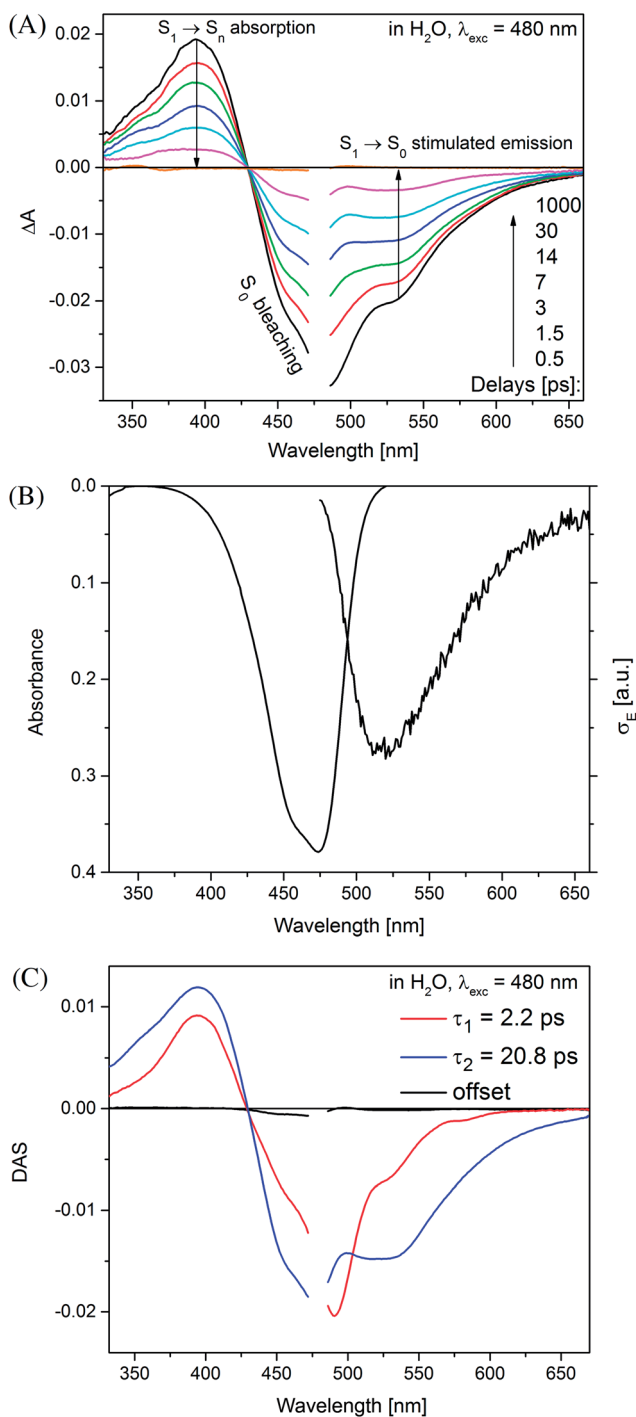 (A)
S₁ → Sₙ absorption
in H₂O, λexc = 480 nm
S₁ → S₀ stimulated emission
S₀ bleaching
1000
30
14
7
3
1.5
0.5
Delays [ps]:
0.02
0.01
0.00
-0.01
-0.02
-0.03
ΔA
350 400 450 500 550 600 650
Wavelength [nm]
(B)
0.0
0.1
0.2
0.3
0.4
Absorbance
σE [a.u.]
350 400 450 500 550 600 650
Wavelength [nm]
(C)
in H₂O, λexc = 480 nm
τ₁ = 2.2 ps
τ₂ = 20.8 ps
offset
0.01
0.00
-0.01
-0.02
DAS
350 400 450 500 550 600 650
Wavelength [nm]